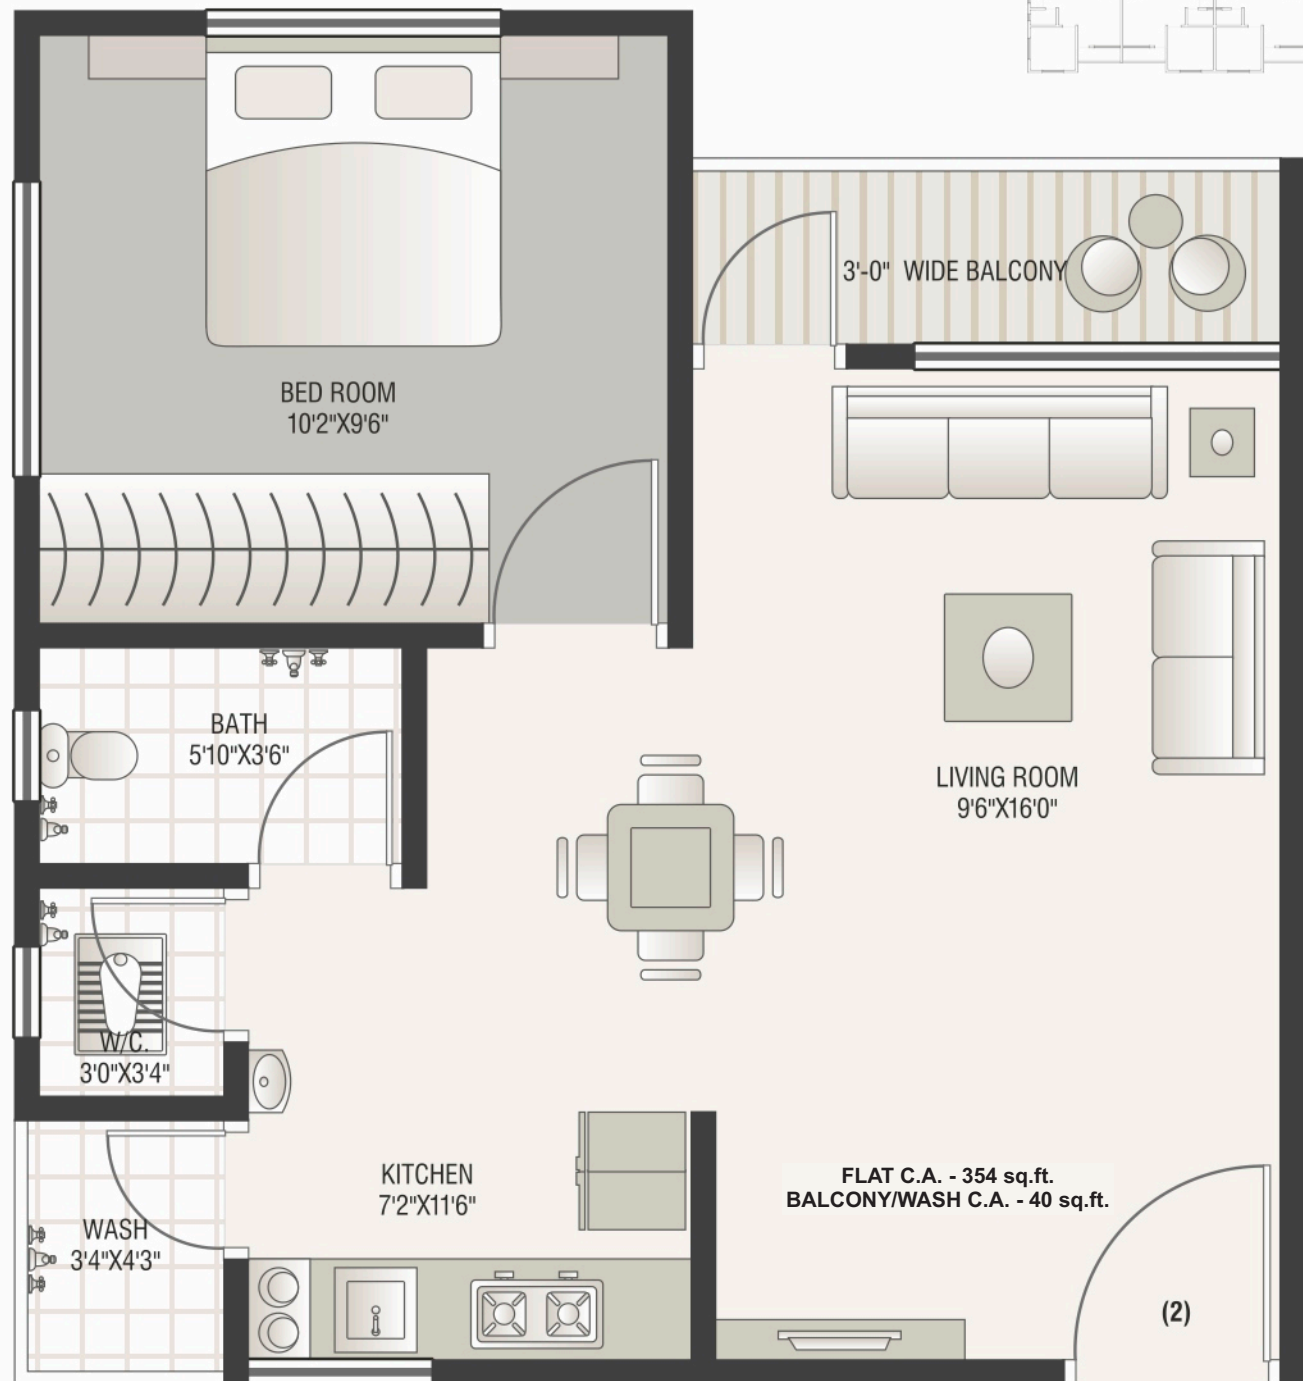 3'-0" WIDE BALCONY
BED ROOM
10'2"X9'6"
BATH
5'10"X3'6"
LIVING ROOM
9'6"X16'0"
W/C.
3'0"X3'4"
KITCHEN
7'2"X11'6"
FLAT C.A. - 354 sq.ft.
BALCONY/WASH C.A. - 40 sq.ft.
WASH
3'4"X4'3"
(2)